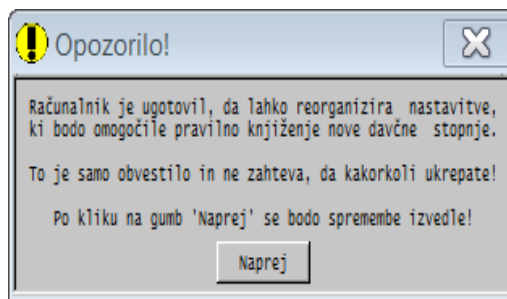 Opozorilo!
Računalnik je ugotovil, da lahko reorganizira nastavitve,
ki bodo omogočile pravilno knjiženje nove davčne stopnje.
To je samo obvestilo in ne zahteva, da kakorkoli ukrepate!
Po kliku na gumb 'Naprej' se bodo spremembe izvedle!
Naprej